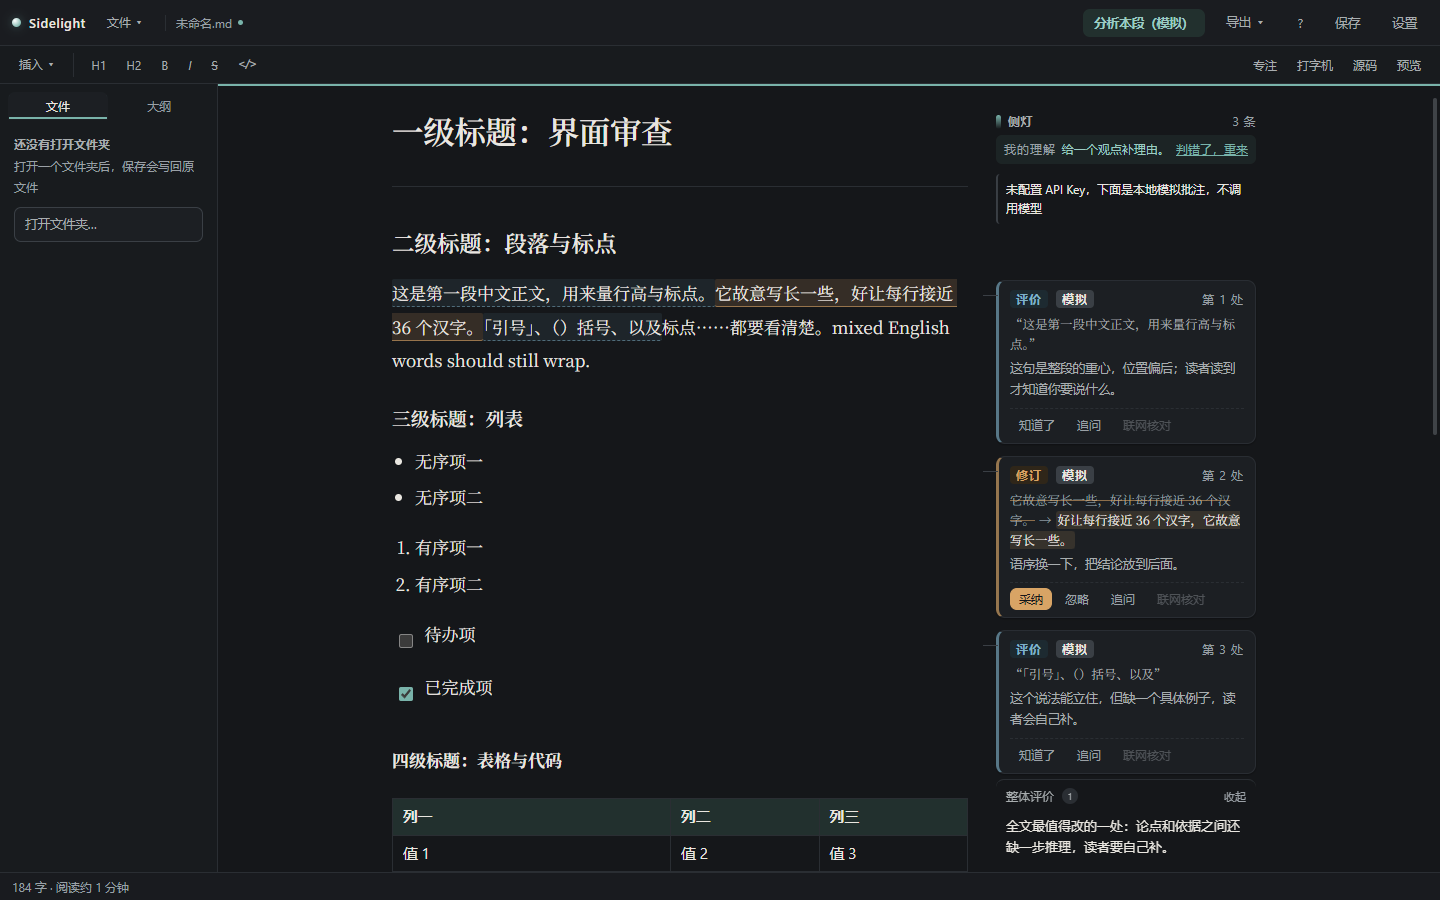 Sidelight 文件 未命名.md 分析本段（模拟） 导出 ? 保存 设置
插入 H1 H2 B I S </> 专注 打字机 源码 预览
文件 大纲
还没有打开文件夹
打开一个文件夹后，保存会写回原
文件
打开文件夹...
一级标题：界面审查
二级标题：段落与标点
这是第一段中文正文，用来量行高与标点。它故意写长一些，好让每行接近
36 个汉字。「引号」、（）括号、以及标点……都要看清楚。mixed English
words should still wrap.
三级标题：列表
无序项一
无序项二
1. 有序项一
2. 有序项二
待办项
已完成项
四级标题：表格与代码
列一 列二 列三
值 1 值 2 值 3
侧灯 3 条
我的理解 给一个观点补理由。 判错了，重来
未配置 API Key，下面是本地模拟批注，不调
用模型
评价 模拟 第 1 处
“这是第一段中文正文，用来量行高与标
点。”
这句是整段的重心，位置偏后；读者读到
才知道你要说什么。
知道了 追问 联网核对
修订 模拟 第 2 处
它故意写长一些，好让每行接近 36 个汉
字。 → 好让每行接近 36 个汉字，它故意
写长一些。
语序换一下，把结论放到后面。
采纳 忽略 追问 联网核对
评价 模拟 第 3 处
“「引号」、（）括号、以及”
这个说法能立住，但缺一个具体例子，读
者会自己补。
知道了 追问 联网核对
整体评价 1 收起
全文最值得改的一处：论点和依据之间还
缺一步推理，读者要自己补。
184 字 · 阅读约 1 分钟